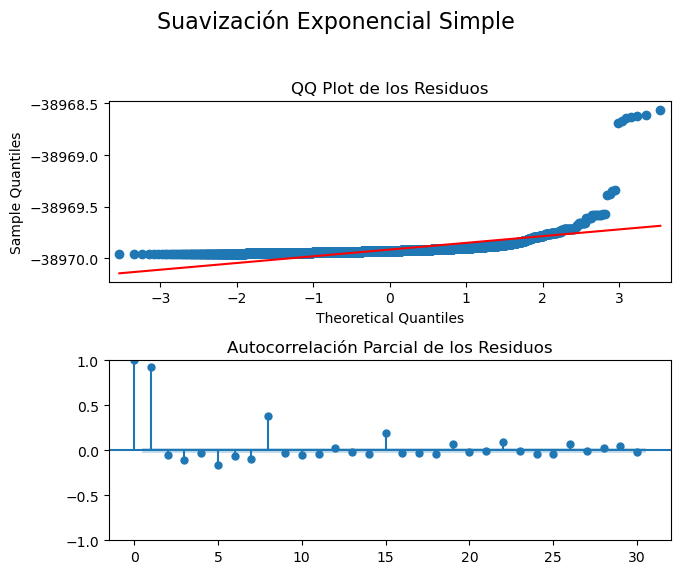 Suavización Exponencial Simple
QQ Plot de los Residuos
−38968.5
−38969.0
−38969.5
−38970.0
Sample Quantiles
−3 −2 −1 0 1 2 3
Theoretical Quantiles
Autocorrelación Parcial de los Residuos
1.0
0.5
0.0
−0.5
−1.0
0 5 10 15 20 25 30